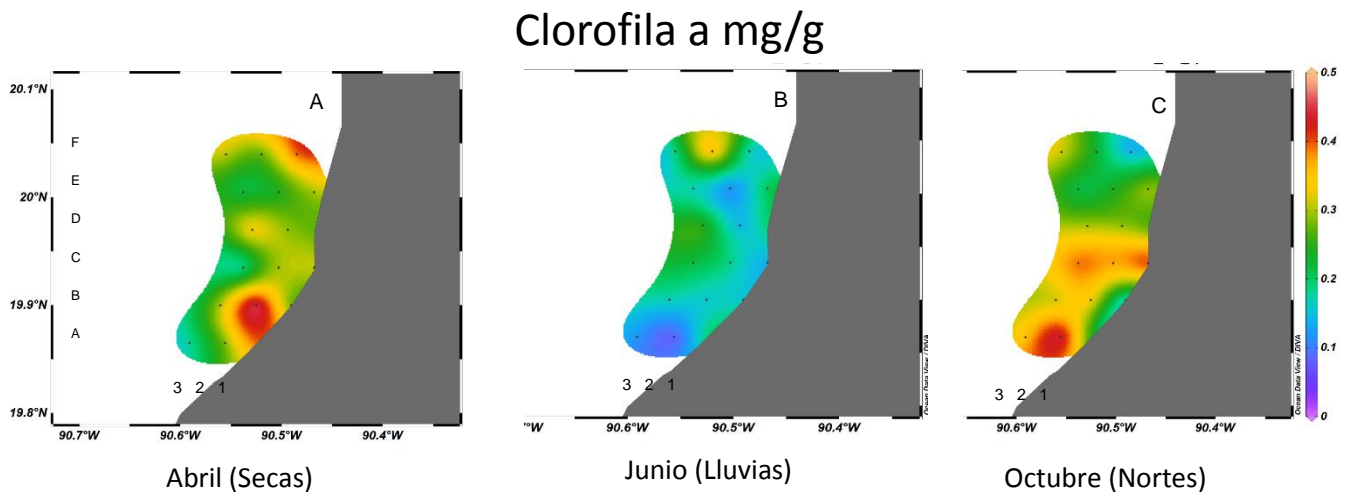 Clorofila a mg/g
A
20.1°N
20°N
19.9°N
19.8°N
F
E
D
C
B
A
3 2 1
90.7°W 90.6°W 90.5°W 90.4°W
Abril (Secas)
B
3 2 1
°W 90.6°W 90.5°W 90.4°W
Ocean Data View / DIVA
Junio (Lluvias)
C
3 2 1
90.6°W 90.5°W 90.4°W
Ocean Data View / DIVA
Octubre (Nortes)
0.5
0.4
0.3
0.2
0.1
0